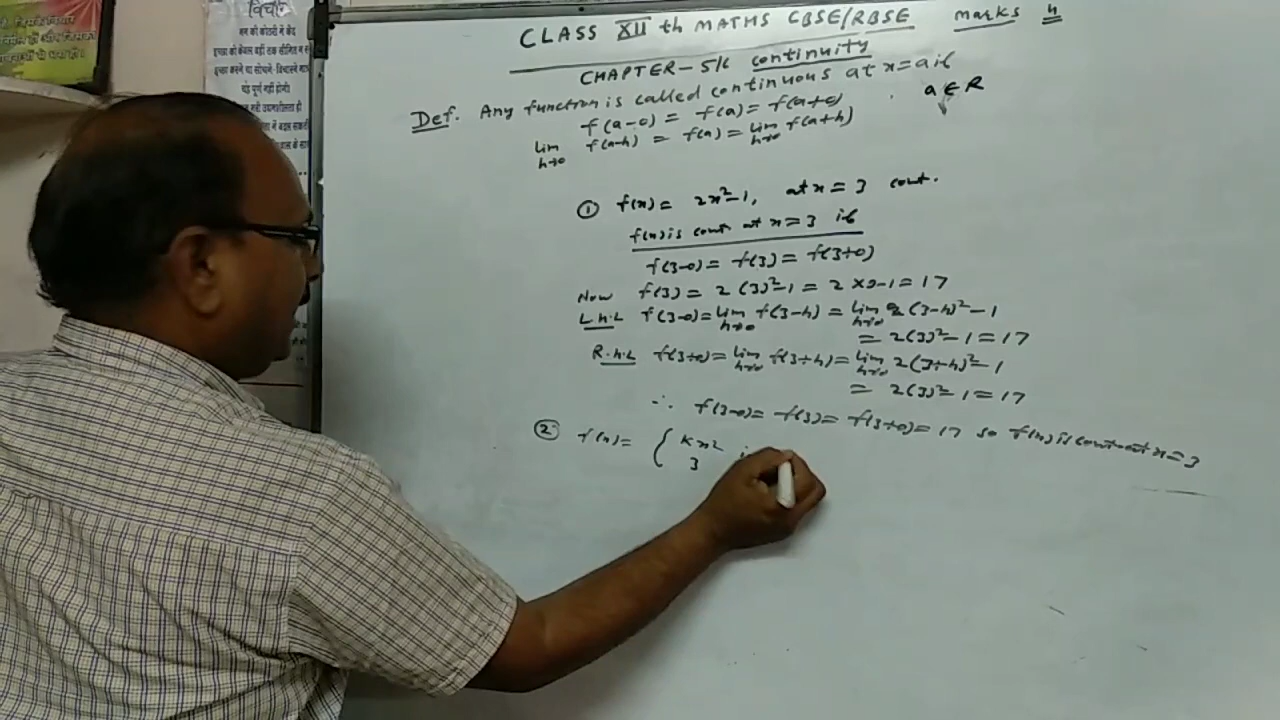 विचार
मन की कोठरी में कैद
CLASS XII th MATHS CBSE/RBSE marks 4
CHAPTER-5/6 continuity
Def. Any function is called continuous at x=a if
f(a-0) = f(a) = f(a+0) a ∈ R
lim h→0 f(a-h) = f(a) = lim h→0 f(a+h)
① f(x) = 2x²-1, at x=3 cont.
f(x) is cont at x=3 if
f(3-0) = f(3) = f(3+0)
Now f(3) = 2(3)²-1 = 2×9-1 = 17
L.h.L f(3-0) = lim h→0 f(3-h) = lim h→0 2(3-h)²-1
= 2(3)²-1 = 17
R.h.L f(3+0) = lim h→0 f(3+h) = lim h→0 2(3+h)²-1
= 2(3)²-1 = 17
∴ f(3-0) = f(3) = f(3+0) = 17 so f(x) is cont at x=3
② f(x) = { kx² i
3